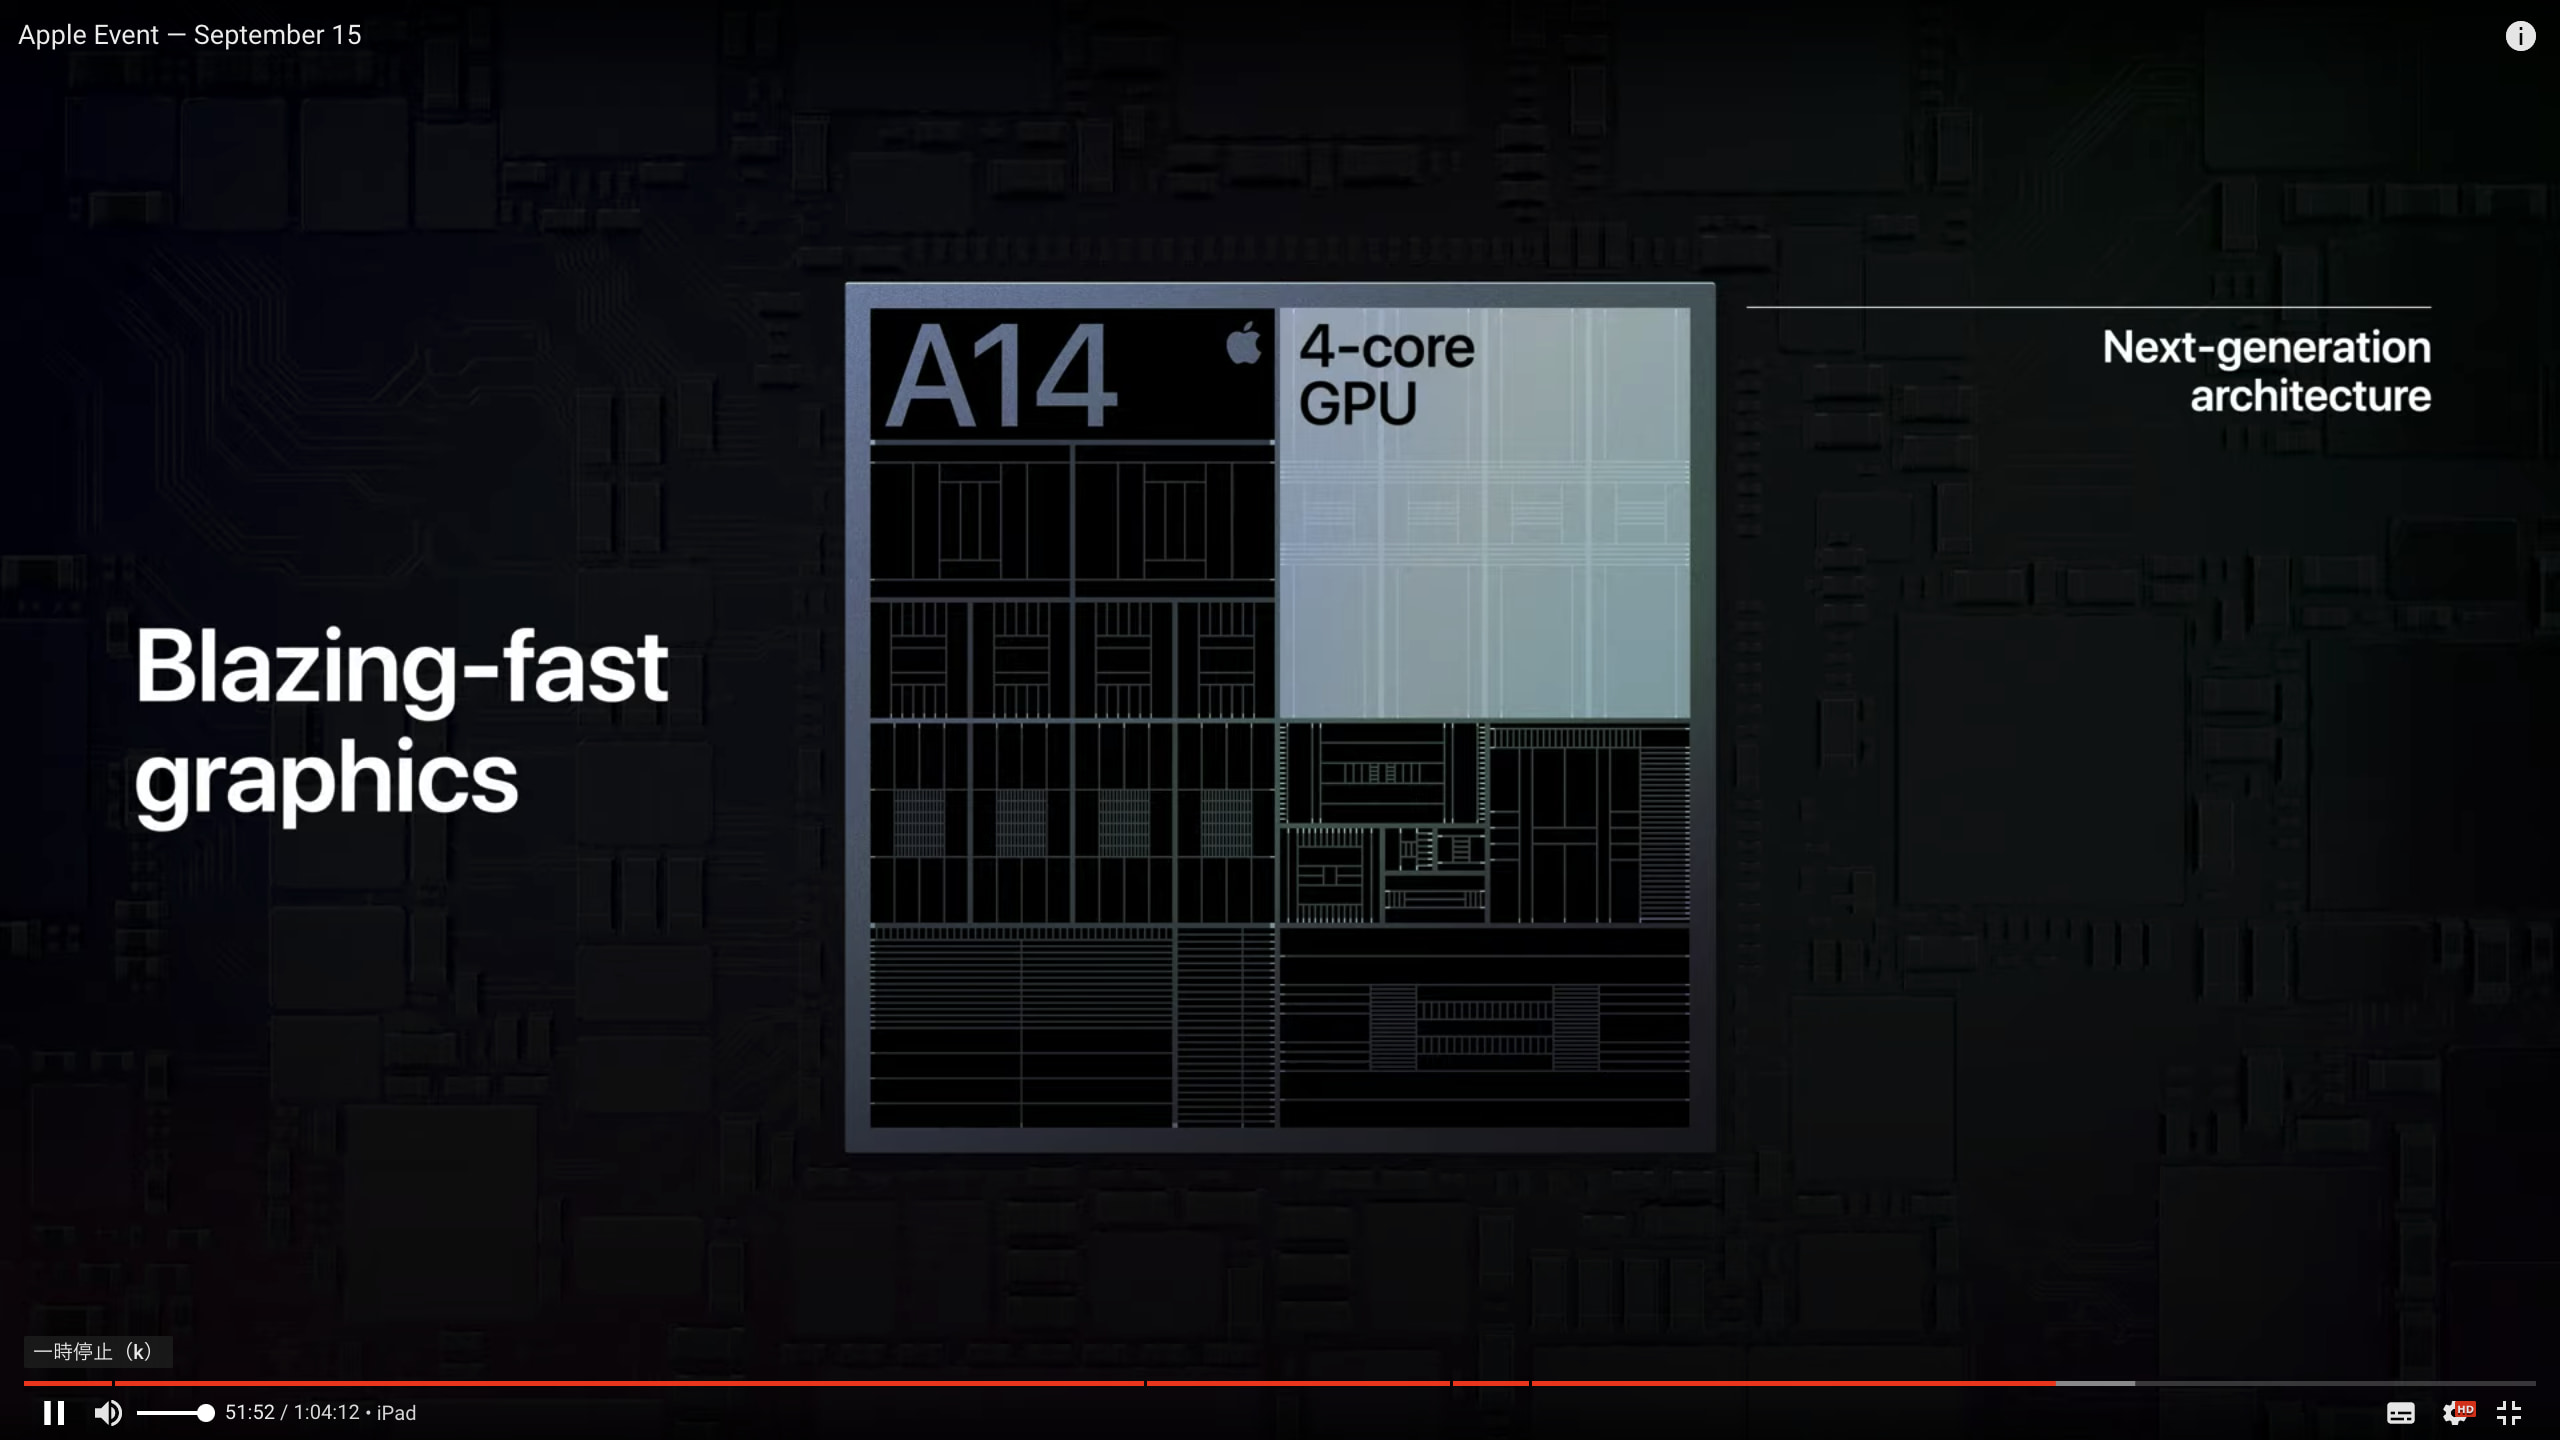 Apple Event — September 15
A14
4-core
GPU
Next-generation
architecture
Blazing-fast
graphics
一時停止（k）
51:52 / 1:04:12 • iPad
HD